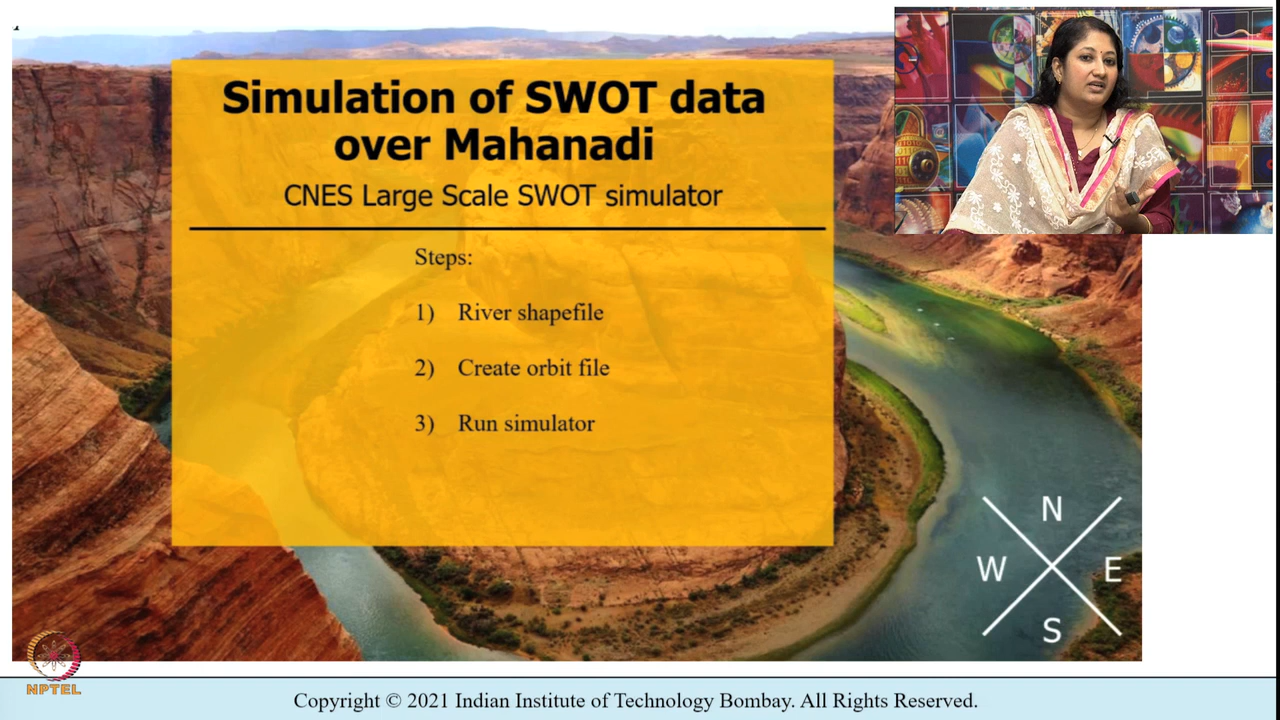 Simulation of SWOT data
over Mahanadi
CNES Large Scale SWOT simulator
Steps:
1) River shapefile
2) Create orbit file
3) Run simulator
N
W E
S
NPTEL
Copyright © 2021 Indian Institute of Technology Bombay. All Rights Reserved.